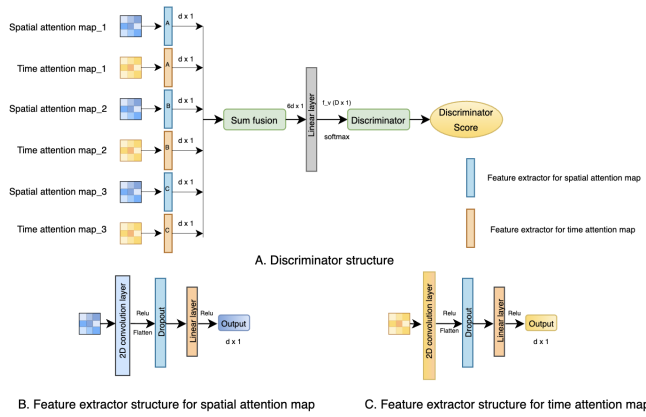 Spatial attention map_1
A
d x 1
Time attention map_1
A
d x 1
Spatial attention map_2
B
d x 1
Time attention map_2
B
d x 1
Spatial attention map_3
C
d x 1
Time attention map_3
C
d x 1
Sum fusion
6d x 1
Linear layer
f_v (D x 1)
softmax
Discriminator
Discriminator
Score
Feature extractor for spatial attention map
Feature extractor for time attention map
A. Discriminator structure
2D convolution layer
Relu
Flatten
Dropout
Linear layer
Relu
Output
d x 1
2D convolution layer
Relu
Flatten
Dropout
Linear layer
Relu
Output
d x 1
B. Feature extractor structure for spatial attention map
C. Feature extractor structure for time attention map